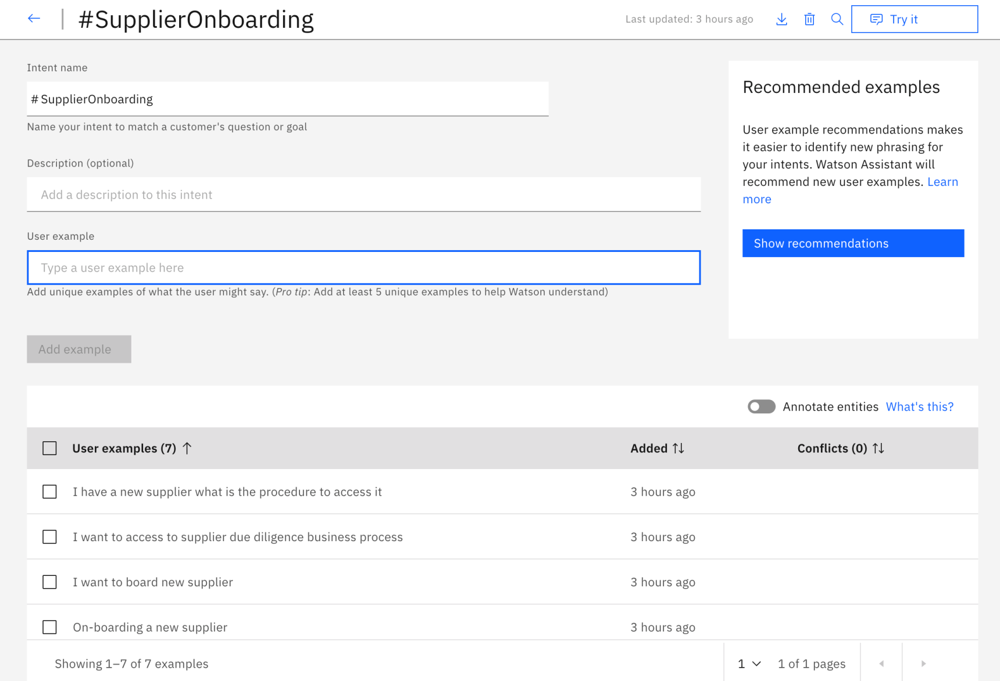 #SupplierOnboarding
Last updated: 3 hours ago
Try it
Intent name
# SupplierOnboarding
Name your intent to match a customer's question or goal
Description (optional)
Add a description to this intent
User example
Type a user example here
Add unique examples of what the user might say. (Pro tip: Add at least 5 unique examples to help Watson understand)
Add example
Recommended examples
User example recommendations makes
it easier to identify new phrasing for
your intents. Watson Assistant will
recommend new user examples. Learn
more
Show recommendations
Annotate entities What's this?
User examples (7) ↑ Added ↑↓ Conflicts (0) ↑↓
I have a new supplier what is the procedure to access it 3 hours ago
I want to access to supplier due diligence business process 3 hours ago
I want to board new supplier 3 hours ago
On-boarding a new supplier 3 hours ago
Showing 1–7 of 7 examples 1 1 of 1 pages